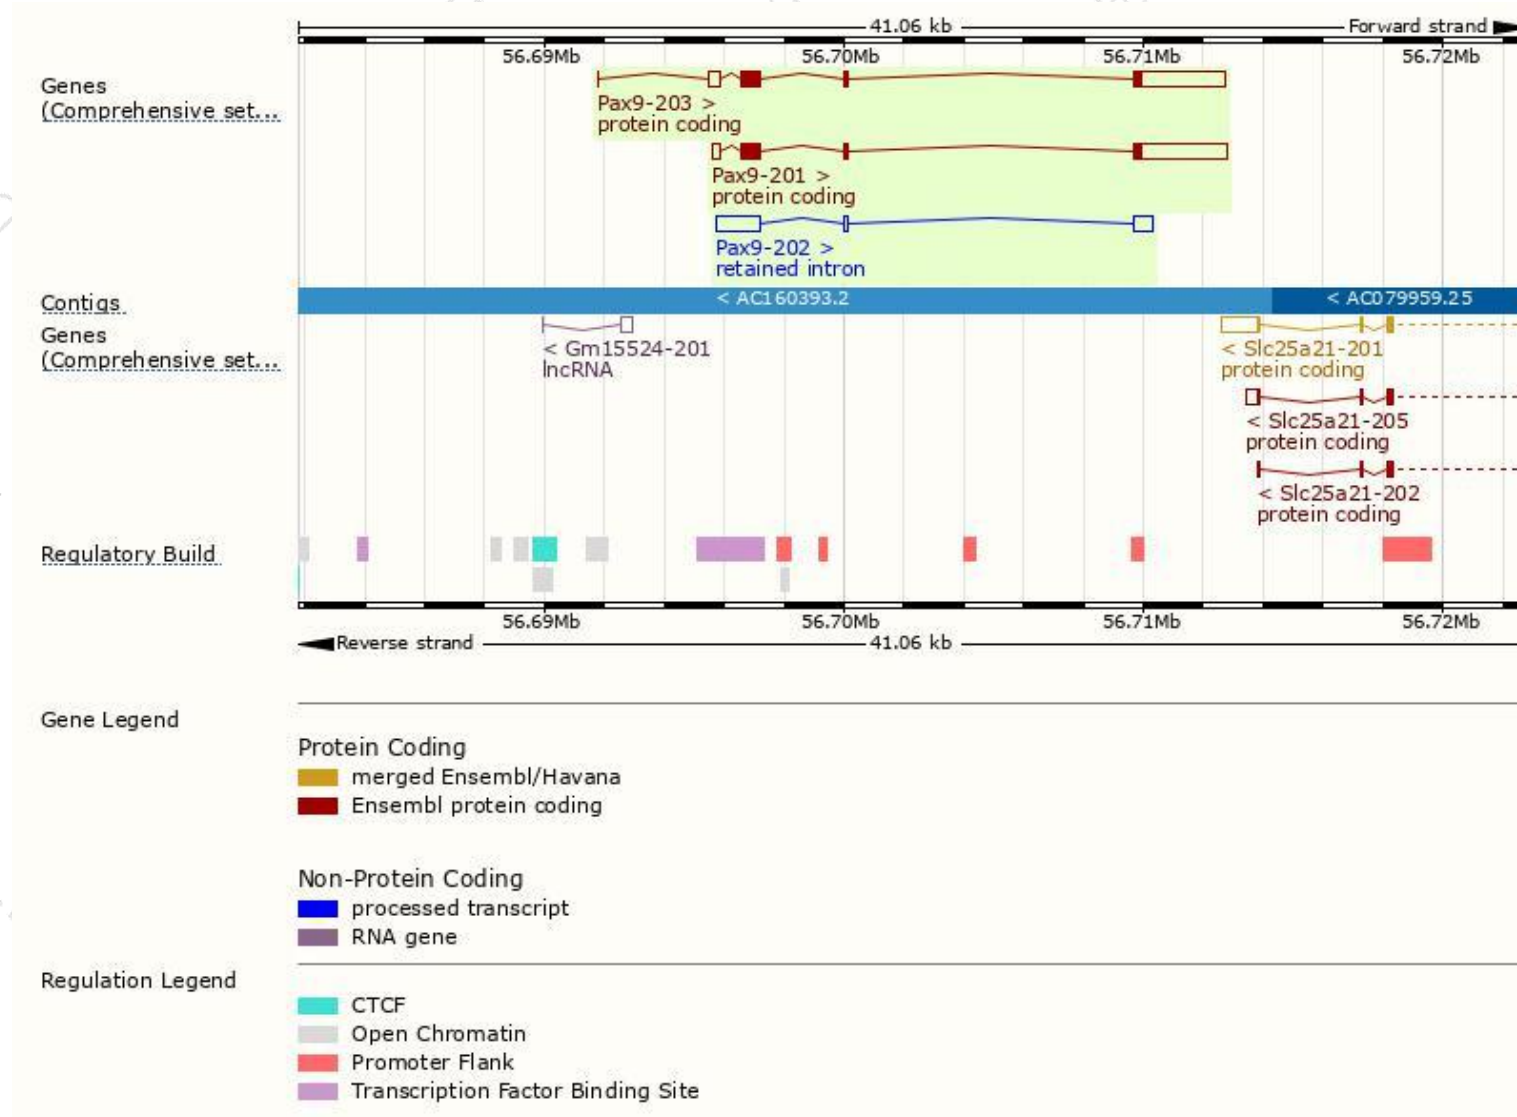 41.06 kb Forward strand
56.69Mb 56.70Mb 56.71Mb 56.72Mb
Genes
(Comprehensive set...
Pax9-203 >
protein coding
Pax9-201 >
protein coding
Pax9-202 >
retained intron
Contigs
< AC160393.2 < AC079959.25
Genes
(Comprehensive set...
< Gm15524-201
lncRNA
< Slc25a21-201
protein coding
< Slc25a21-205
protein coding
< Slc25a21-202
protein coding
Regulatory Build
56.69Mb 56.70Mb 56.71Mb 56.72Mb
Reverse strand 41.06 kb
Gene Legend
Protein Coding
merged Ensembl/Havana
Ensembl protein coding
Non-Protein Coding
processed transcript
RNA gene
Regulation Legend
CTCF
Open Chromatin
Promoter Flank
Transcription Factor Binding Site